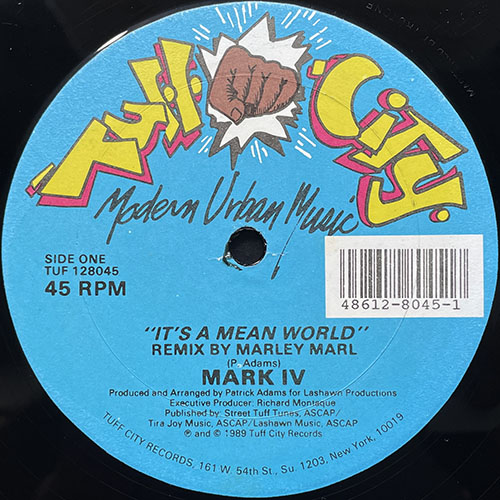 Tuff City
Modern Urban Music
SIDE ONE
TUF 128045
45 RPM
48612-8045-1
"IT'S A MEAN WORLD"
REMIX BY MARLEY MARL
(P. Adams)
MARK IV
Produced and Arranged by Patrick Adams for Lashawn Productions
Executive Producer: Richard Montague
Published by: Street Tuff Tunes, ASCAP/
Tira Joy Music, ASCAP/Lashawn Music, ASCAP
℗ and © 1989 Tuff City Records
TUFF CITY RECORDS, 161 W. 54th St., Su. 1203, New York, 10019